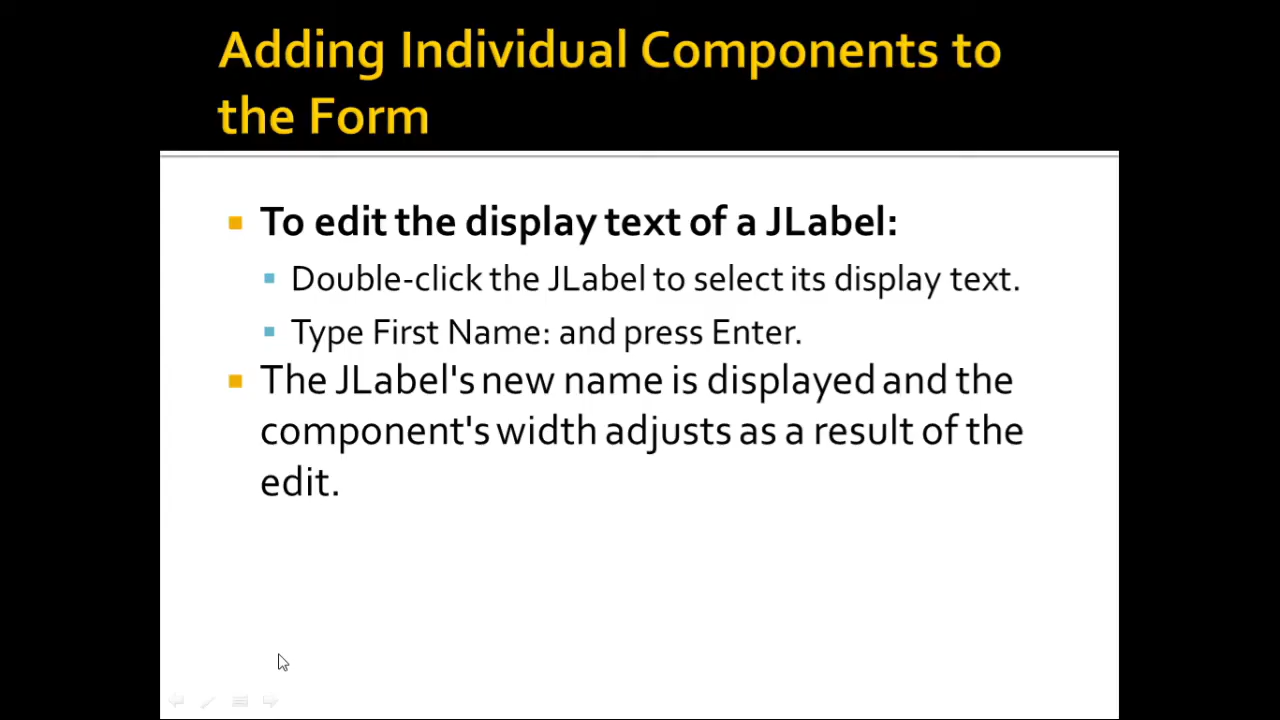 Adding Individual Components to
the Form
To edit the display text of a JLabel:
Double-click the JLabel to select its display text.
Type First Name: and press Enter.
The JLabel's new name is displayed and the
component's width adjusts as a result of the
edit.